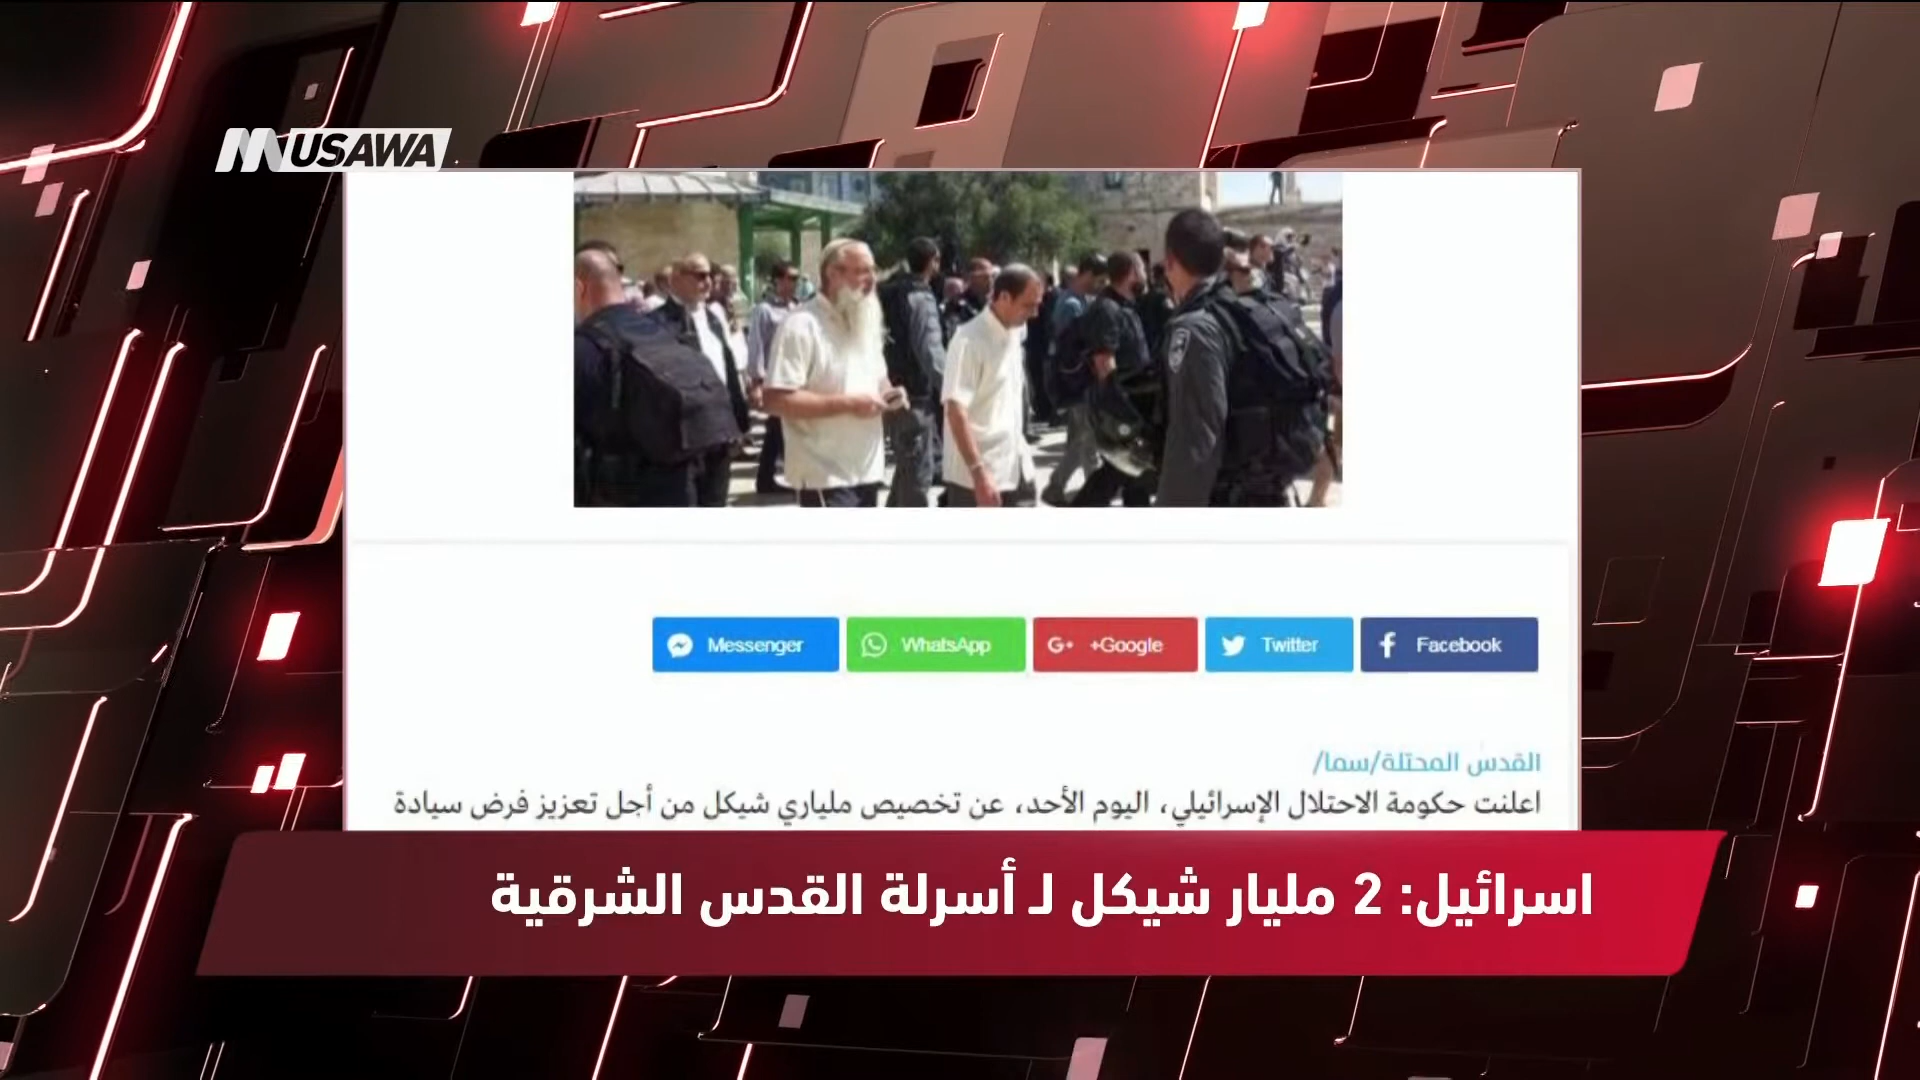 MUSAWA
Messenger
WhatsApp
G+ +Google
Twitter
Facebook
القدس المحتلة/سما/
اعلنت حكومة الاحتلال الإسرائيلي، اليوم الأحد، عن تخصيص ملياري شيكل من أجل تعزيز فرض سيادة
اسرائيل: 2 مليار شيكل لـ أسرلة القدس الشرقية